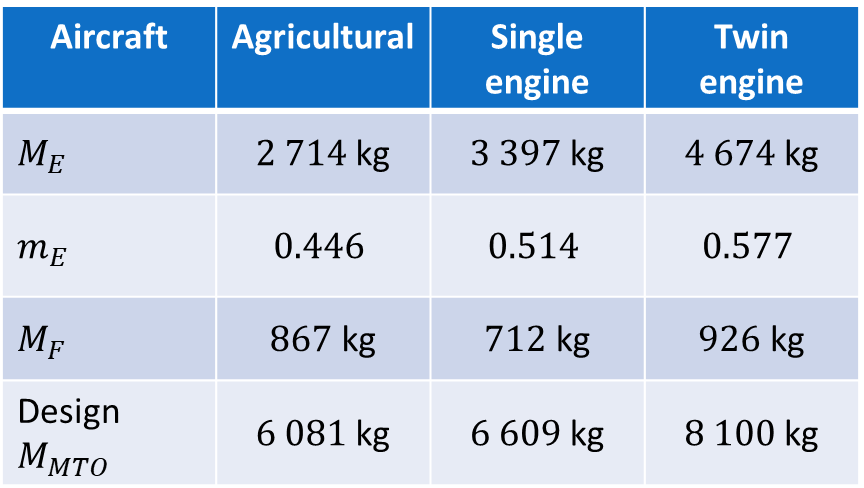 Aircraft Agricultural Single engine Twin engine
M_E 2 714 kg 3 397 kg 4 674 kg
m_E 0.446 0.514 0.577
M_F 867 kg 712 kg 926 kg
Design M_MTO 6 081 kg 6 609 kg 8 100 kg